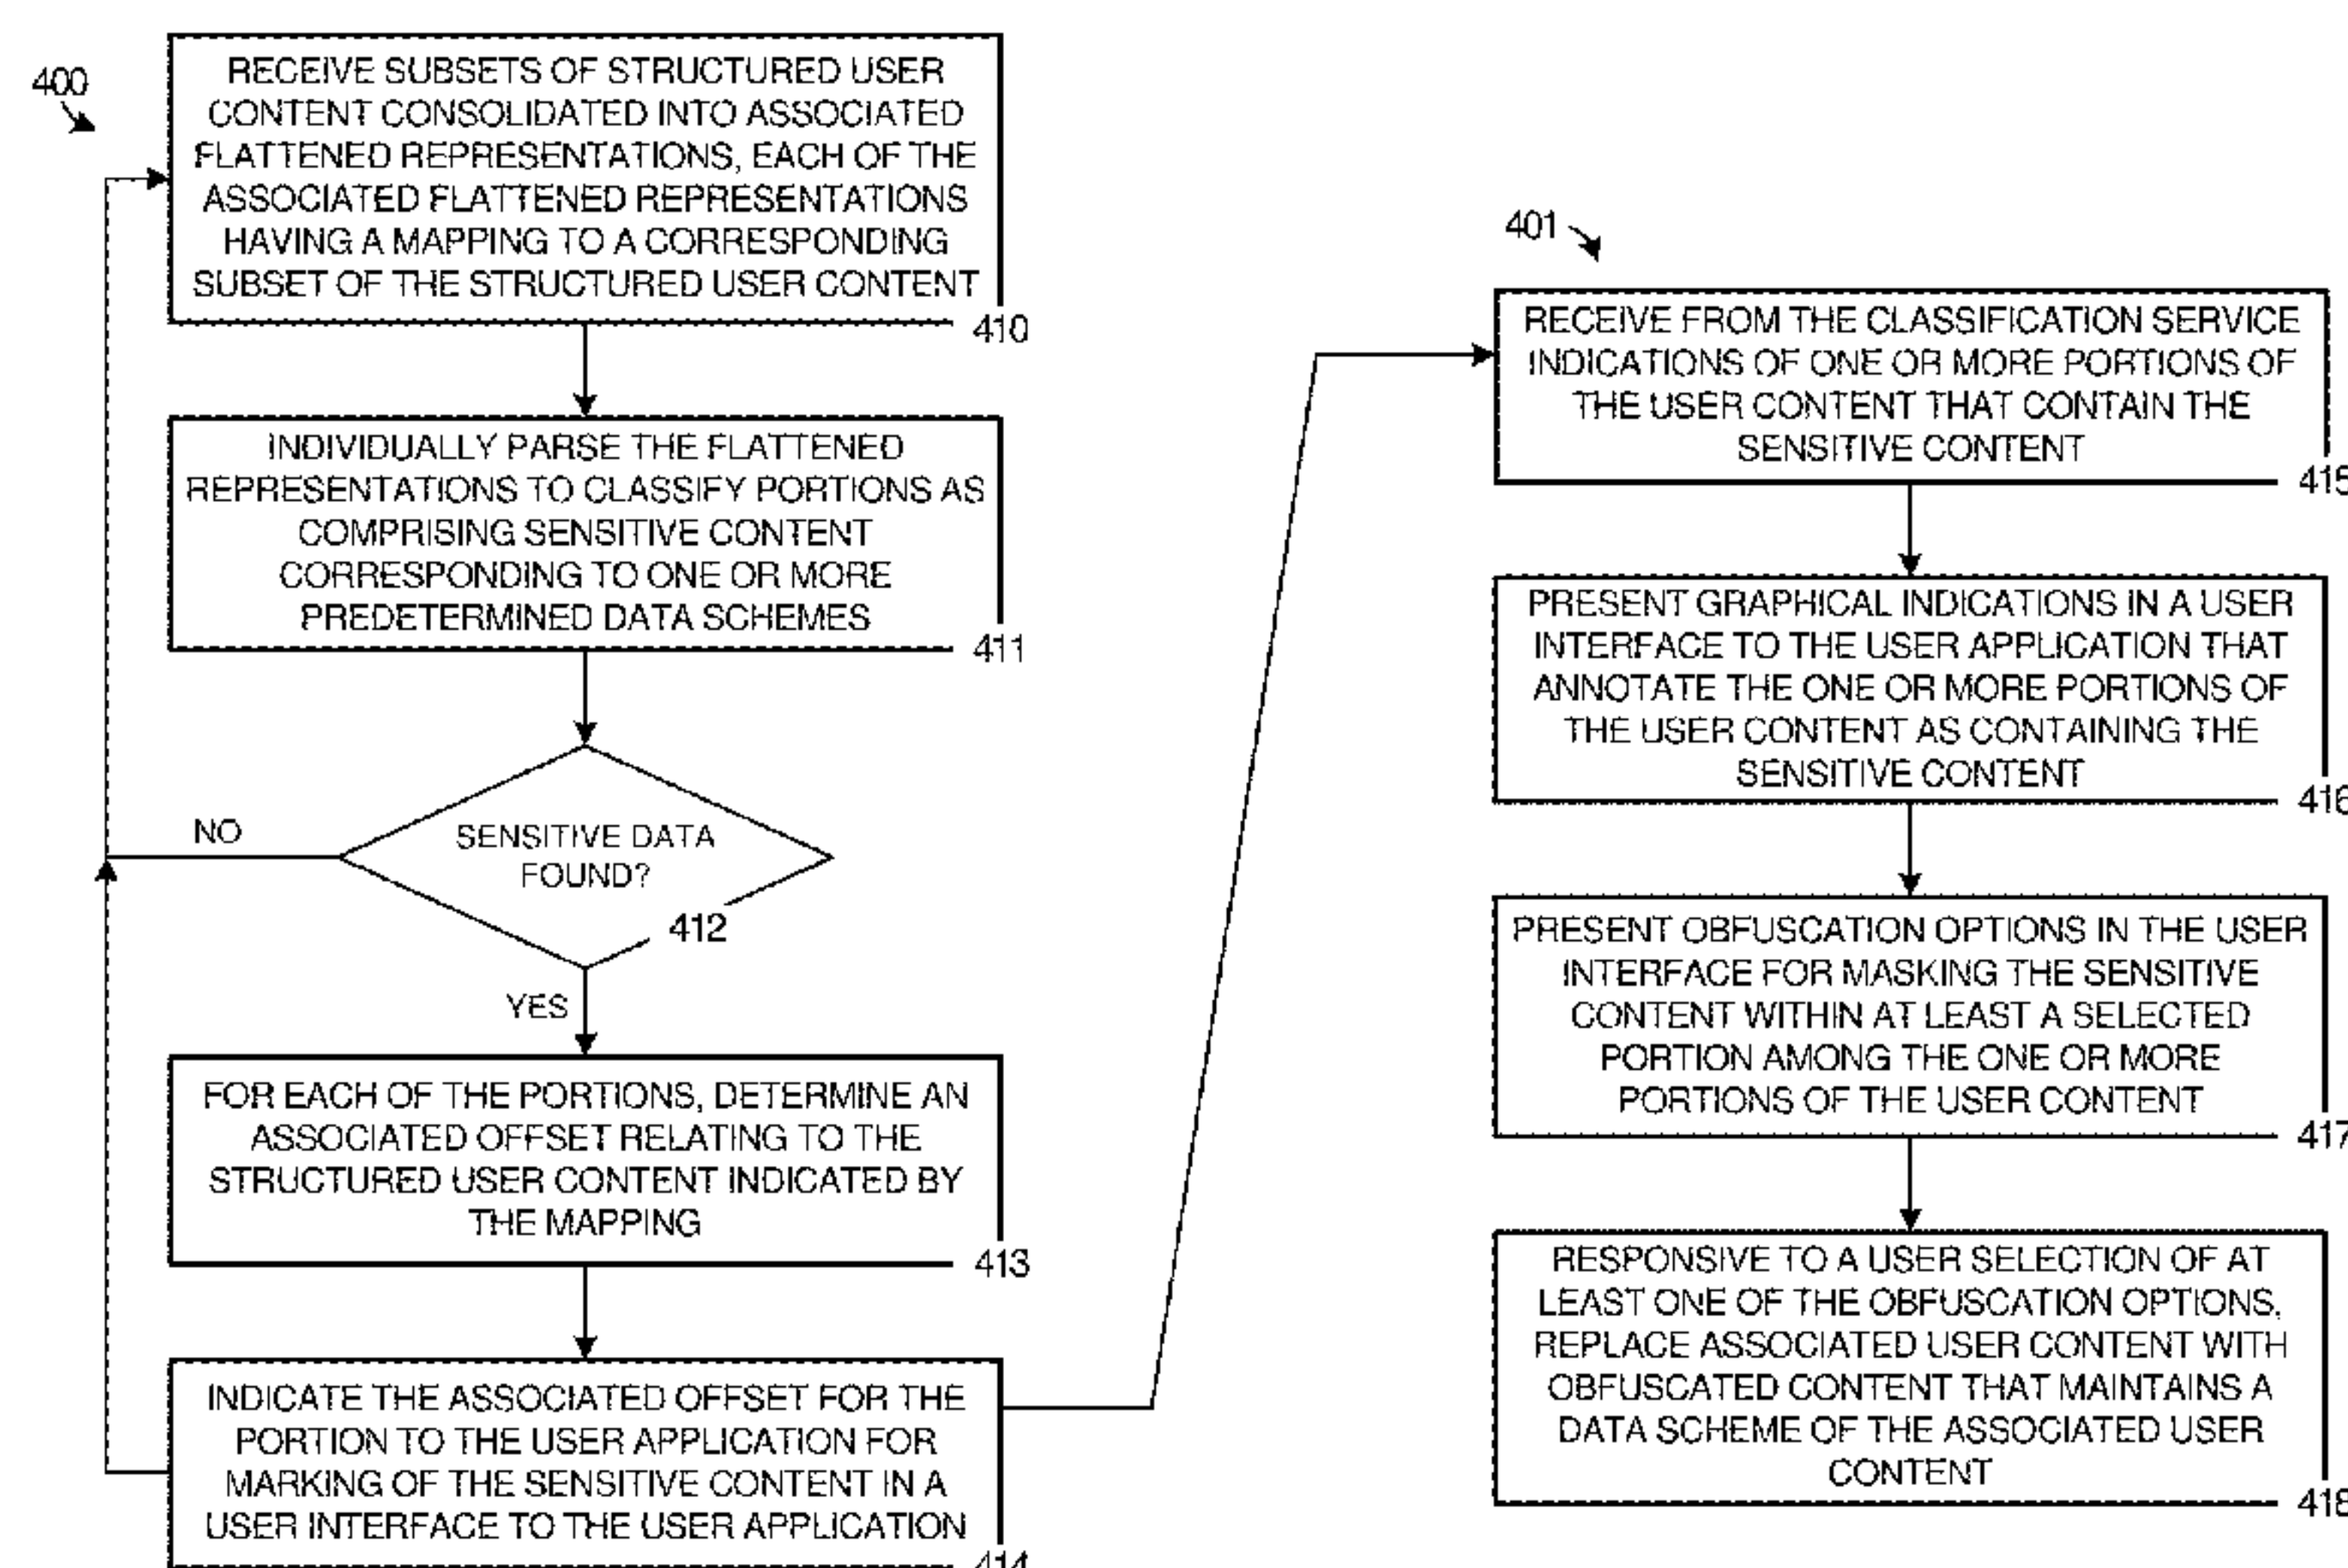 400
RECEIVE SUBSETS OF STRUCTURED USER
CONTENT CONSOLIDATED INTO ASSOCIATED
FLATTENED REPRESENTATIONS, EACH OF THE
ASSOCIATED FLATTENED REPRESENTATIONS
HAVING A MAPPING TO A CORRESPONDING
SUBSET OF THE STRUCTURED USER CONTENT
410
INDIVIDUALLY PARSE THE FLATTENED
REPRESENTATIONS TO CLASSIFY PORTIONS AS
COMPRISING SENSITIVE CONTENT
CORRESPONDING TO ONE OR MORE
PREDETERMINED DATA SCHEMES
411
SENSITIVE DATA
FOUND?
412
NO
YES
FOR EACH OF THE PORTIONS, DETERMINE AN
ASSOCIATED OFFSET RELATING TO THE
STRUCTURED USER CONTENT INDICATED BY
THE MAPPING
413
INDICATE THE ASSOCIATED OFFSET FOR THE
PORTION TO THE USER APPLICATION FOR
MARKING OF THE SENSITIVE CONTENT IN A
USER INTERFACE TO THE USER APPLICATION
414
401
RECEIVE FROM THE CLASSIFICATION SERVICE
INDICATIONS OF ONE OR MORE PORTIONS OF
THE USER CONTENT THAT CONTAIN THE
SENSITIVE CONTENT
415
PRESENT GRAPHICAL INDICATIONS IN A USER
INTERFACE TO THE USER APPLICATION THAT
ANNOTATE THE ONE OR MORE PORTIONS OF
THE USER CONTENT AS CONTAINING THE
SENSITIVE CONTENT
416
PRESENT OBFUSCATION OPTIONS IN THE USER
INTERFACE FOR MASKING THE SENSITIVE
CONTENT WITHIN AT LEAST A SELECTED
PORTION AMONG THE ONE OR MORE
PORTIONS OF THE USER CONTENT
417
RESPONSIVE TO A USER SELECTION OF AT
LEAST ONE OF THE OBFUSCATION OPTIONS,
REPLACE ASSOCIATED USER CONTENT WITH
OBFUSCATED CONTENT THAT MAINTAINS A
DATA SCHEME OF THE ASSOCIATED USER
CONTENT
418